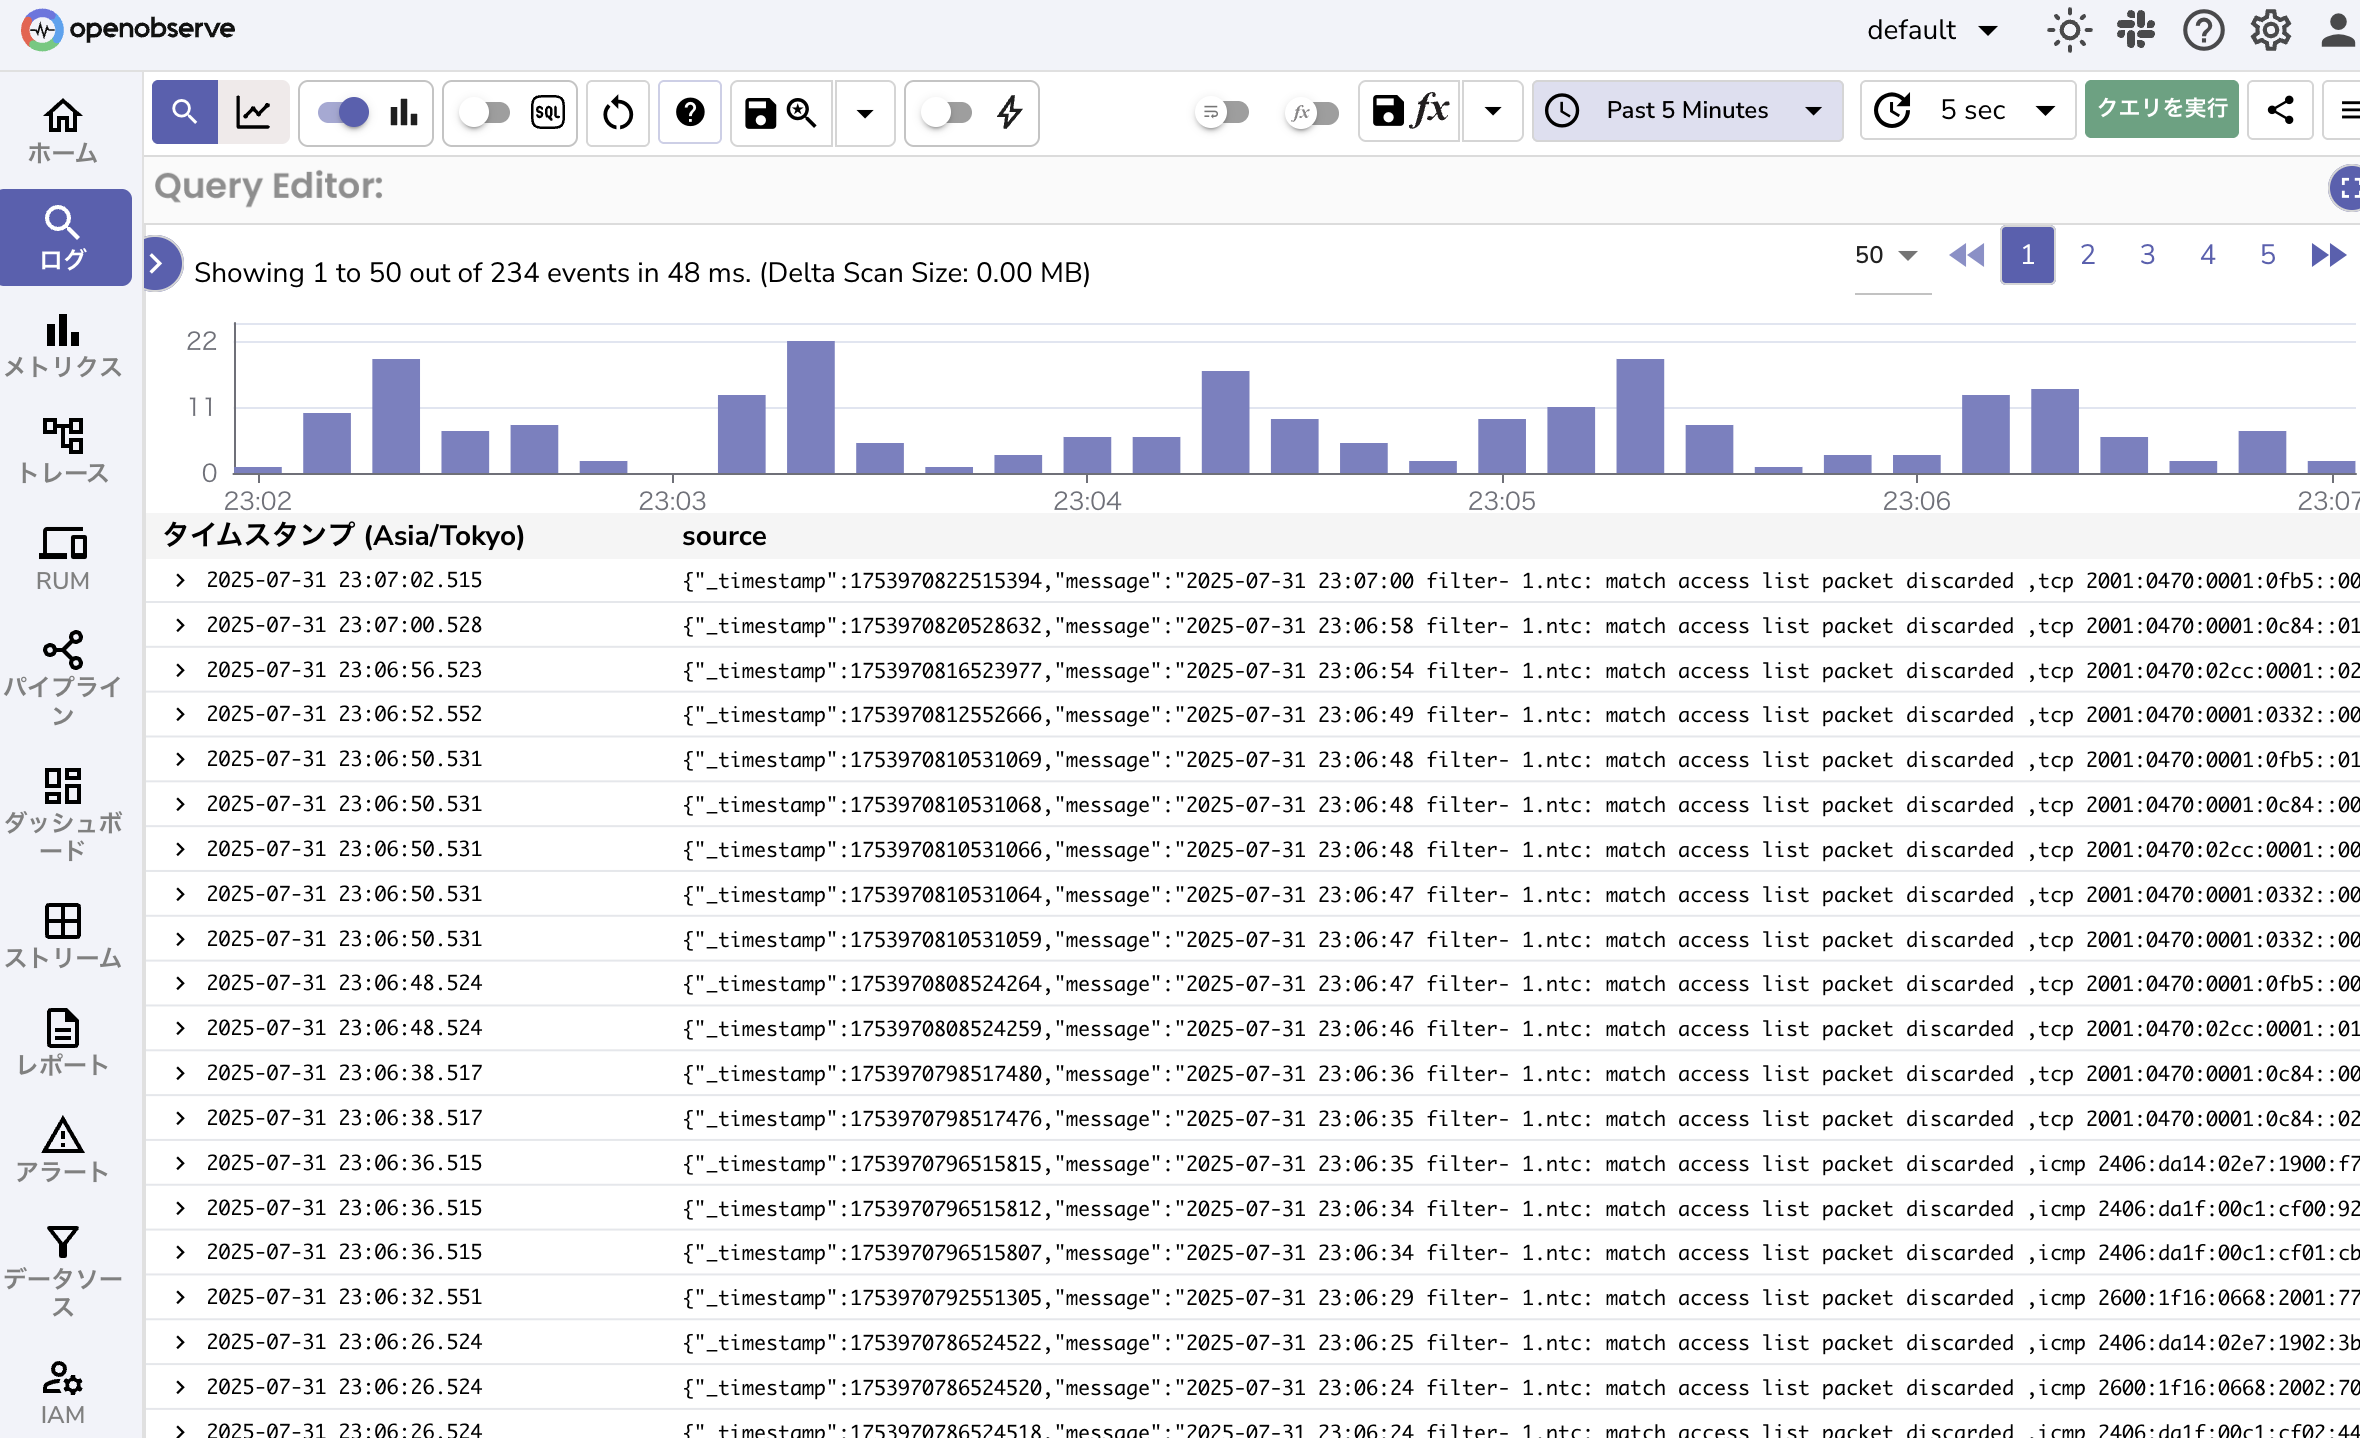 openobserve
default
Past 5 Minutes
5 sec
クエリを実行
SQL
fx
fx
ホーム
ログ
メトリクス
トレース
RUM
パイプライ
ン
ダッシュボ
ード
ストリーム
レポート
アラート
データソー
ス
IAM
Query Editor:
Showing 1 to 50 out of 234 events in 48 ms. (Delta Scan Size: 0.00 MB)
50
1 2 3 4 5
22
11
0
23:02 23:03 23:04 23:05 23:06 23:07
タイムスタンプ (Asia/Tokyo) source
2025-07-31 23:07:02.515 {"_timestamp":1753970822515394,"message":"2025-07-31 23:07:00 filter- 1.ntc: match access list packet discarded ,tcp 2001:0470:0001:0fb5::00
2025-07-31 23:07:00.528 {"_timestamp":1753970820528632,"message":"2025-07-31 23:06:58 filter- 1.ntc: match access list packet discarded ,tcp 2001:0470:0001:0c84::01
2025-07-31 23:06:56.523 {"_timestamp":1753970816523977,"message":"2025-07-31 23:06:54 filter- 1.ntc: match access list packet discarded ,tcp 2001:0470:02cc:0001::02
2025-07-31 23:06:52.552 {"_timestamp":1753970812552666,"message":"2025-07-31 23:06:49 filter- 1.ntc: match access list packet discarded ,tcp 2001:0470:0001:0332::00
2025-07-31 23:06:50.531 {"_timestamp":1753970810531069,"message":"2025-07-31 23:06:48 filter- 1.ntc: match access list packet discarded ,tcp 2001:0470:0001:0fb5::01
2025-07-31 23:06:50.531 {"_timestamp":1753970810531068,"message":"2025-07-31 23:06:48 filter- 1.ntc: match access list packet discarded ,tcp 2001:0470:0001:0c84::00
2025-07-31 23:06:50.531 {"_timestamp":1753970810531066,"message":"2025-07-31 23:06:48 filter- 1.ntc: match access list packet discarded ,tcp 2001:0470:02cc:0001::00
2025-07-31 23:06:50.531 {"_timestamp":1753970810531064,"message":"2025-07-31 23:06:47 filter- 1.ntc: match access list packet discarded ,tcp 2001:0470:0001:0332::00
2025-07-31 23:06:50.531 {"_timestamp":1753970810531059,"message":"2025-07-31 23:06:47 filter- 1.ntc: match access list packet discarded ,tcp 2001:0470:0001:0332::00
2025-07-31 23:06:48.524 {"_timestamp":1753970808524264,"message":"2025-07-31 23:06:47 filter- 1.ntc: match access list packet discarded ,tcp 2001:0470:0001:0fb5::00
2025-07-31 23:06:48.524 {"_timestamp":1753970808524259,"message":"2025-07-31 23:06:46 filter- 1.ntc: match access list packet discarded ,tcp 2001:0470:02cc:0001::01
2025-07-31 23:06:38.517 {"_timestamp":1753970798517480,"message":"2025-07-31 23:06:36 filter- 1.ntc: match access list packet discarded ,tcp 2001:0470:0001:0c84::00
2025-07-31 23:06:38.517 {"_timestamp":1753970798517476,"message":"2025-07-31 23:06:35 filter- 1.ntc: match access list packet discarded ,tcp 2001:0470:0001:0c84::02
2025-07-31 23:06:36.515 {"_timestamp":1753970796515815,"message":"2025-07-31 23:06:35 filter- 1.ntc: match access list packet discarded ,icmp 2406:da14:02e7:1900:f7
2025-07-31 23:06:36.515 {"_timestamp":1753970796515812,"message":"2025-07-31 23:06:34 filter- 1.ntc: match access list packet discarded ,icmp 2406:da1f:00c1:cf00:92
2025-07-31 23:06:36.515 {"_timestamp":1753970796515807,"message":"2025-07-31 23:06:34 filter- 1.ntc: match access list packet discarded ,icmp 2406:da1f:00c1:cf01:cb
2025-07-31 23:06:32.551 {"_timestamp":1753970792551305,"message":"2025-07-31 23:06:29 filter- 1.ntc: match access list packet discarded ,icmp 2600:1f16:0668:2001:77
2025-07-31 23:06:26.524 {"_timestamp":1753970786524522,"message":"2025-07-31 23:06:25 filter- 1.ntc: match access list packet discarded ,icmp 2406:da14:02e7:1902:3b
2025-07-31 23:06:26.524 {"_timestamp":1753970786524520,"message":"2025-07-31 23:06:24 filter- 1.ntc: match access list packet discarded ,icmp 2600:1f16:0668:2002:70
2025-07-31 23:06:26.524 {"_timestamp":1753970786524518,"message":"2025-07-31 23:06:24 filter- 1.ntc: match access list packet discarded ,icmp 2406:da1f:00c1:cf02:44